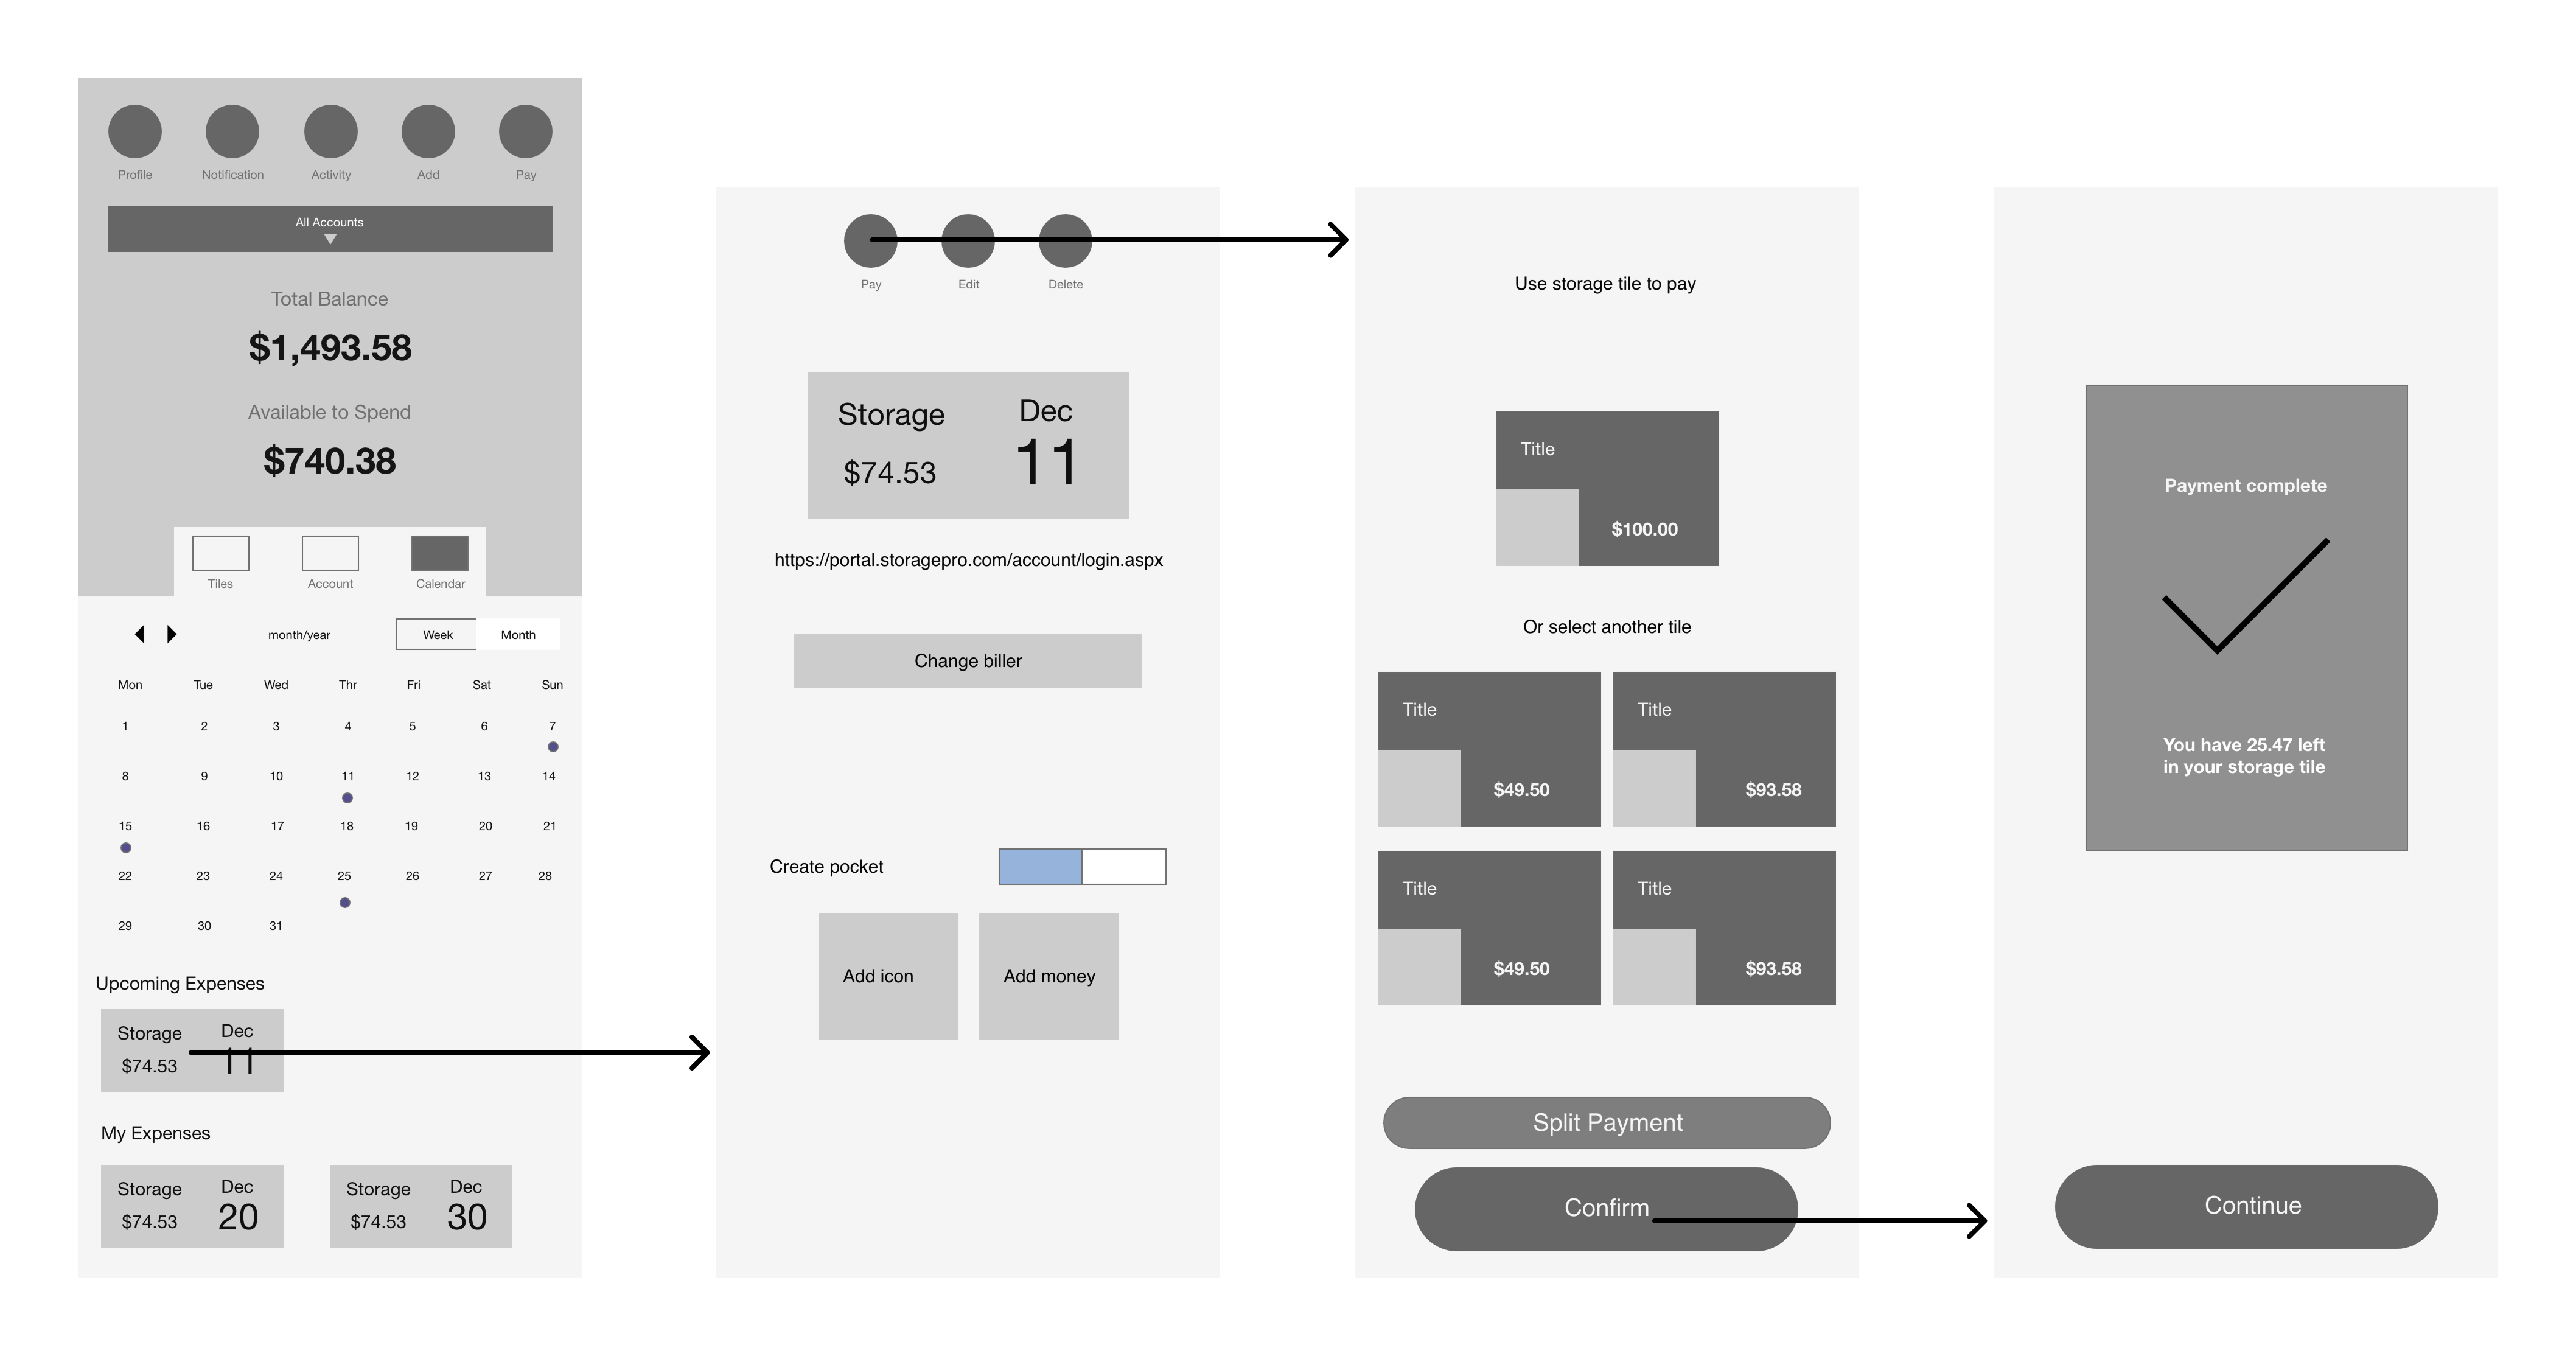 Profile Notification Activity Add Pay
All Accounts
Total Balance
$1,493.58
Available to Spend
$740.38
Tiles Account Calendar
month/year Week Month
Mon Tue Wed Thr Fri Sat Sun
1 2 3 4 5 6 7
8 9 10 11 12 13 14
15 16 17 18 19 20 21
22 23 24 25 26 27 28
29 30 31
Upcoming Expenses
Storage Dec
$74.53 11
My Expenses
Storage Dec Storage Dec
$74.53 20 $74.53 30
Pay Edit Delete
Storage Dec
$74.53 11
https://portal.storagepro.com/account/login.aspx
Change biller
Create pocket
Add icon Add money
Use storage tile to pay
Title
$100.00
Or select another tile
Title Title
$49.50 $93.58
Title Title
$49.50 $93.58
Split Payment
Confirm
Payment complete
You have 25.47 left
in your storage tile
Continue